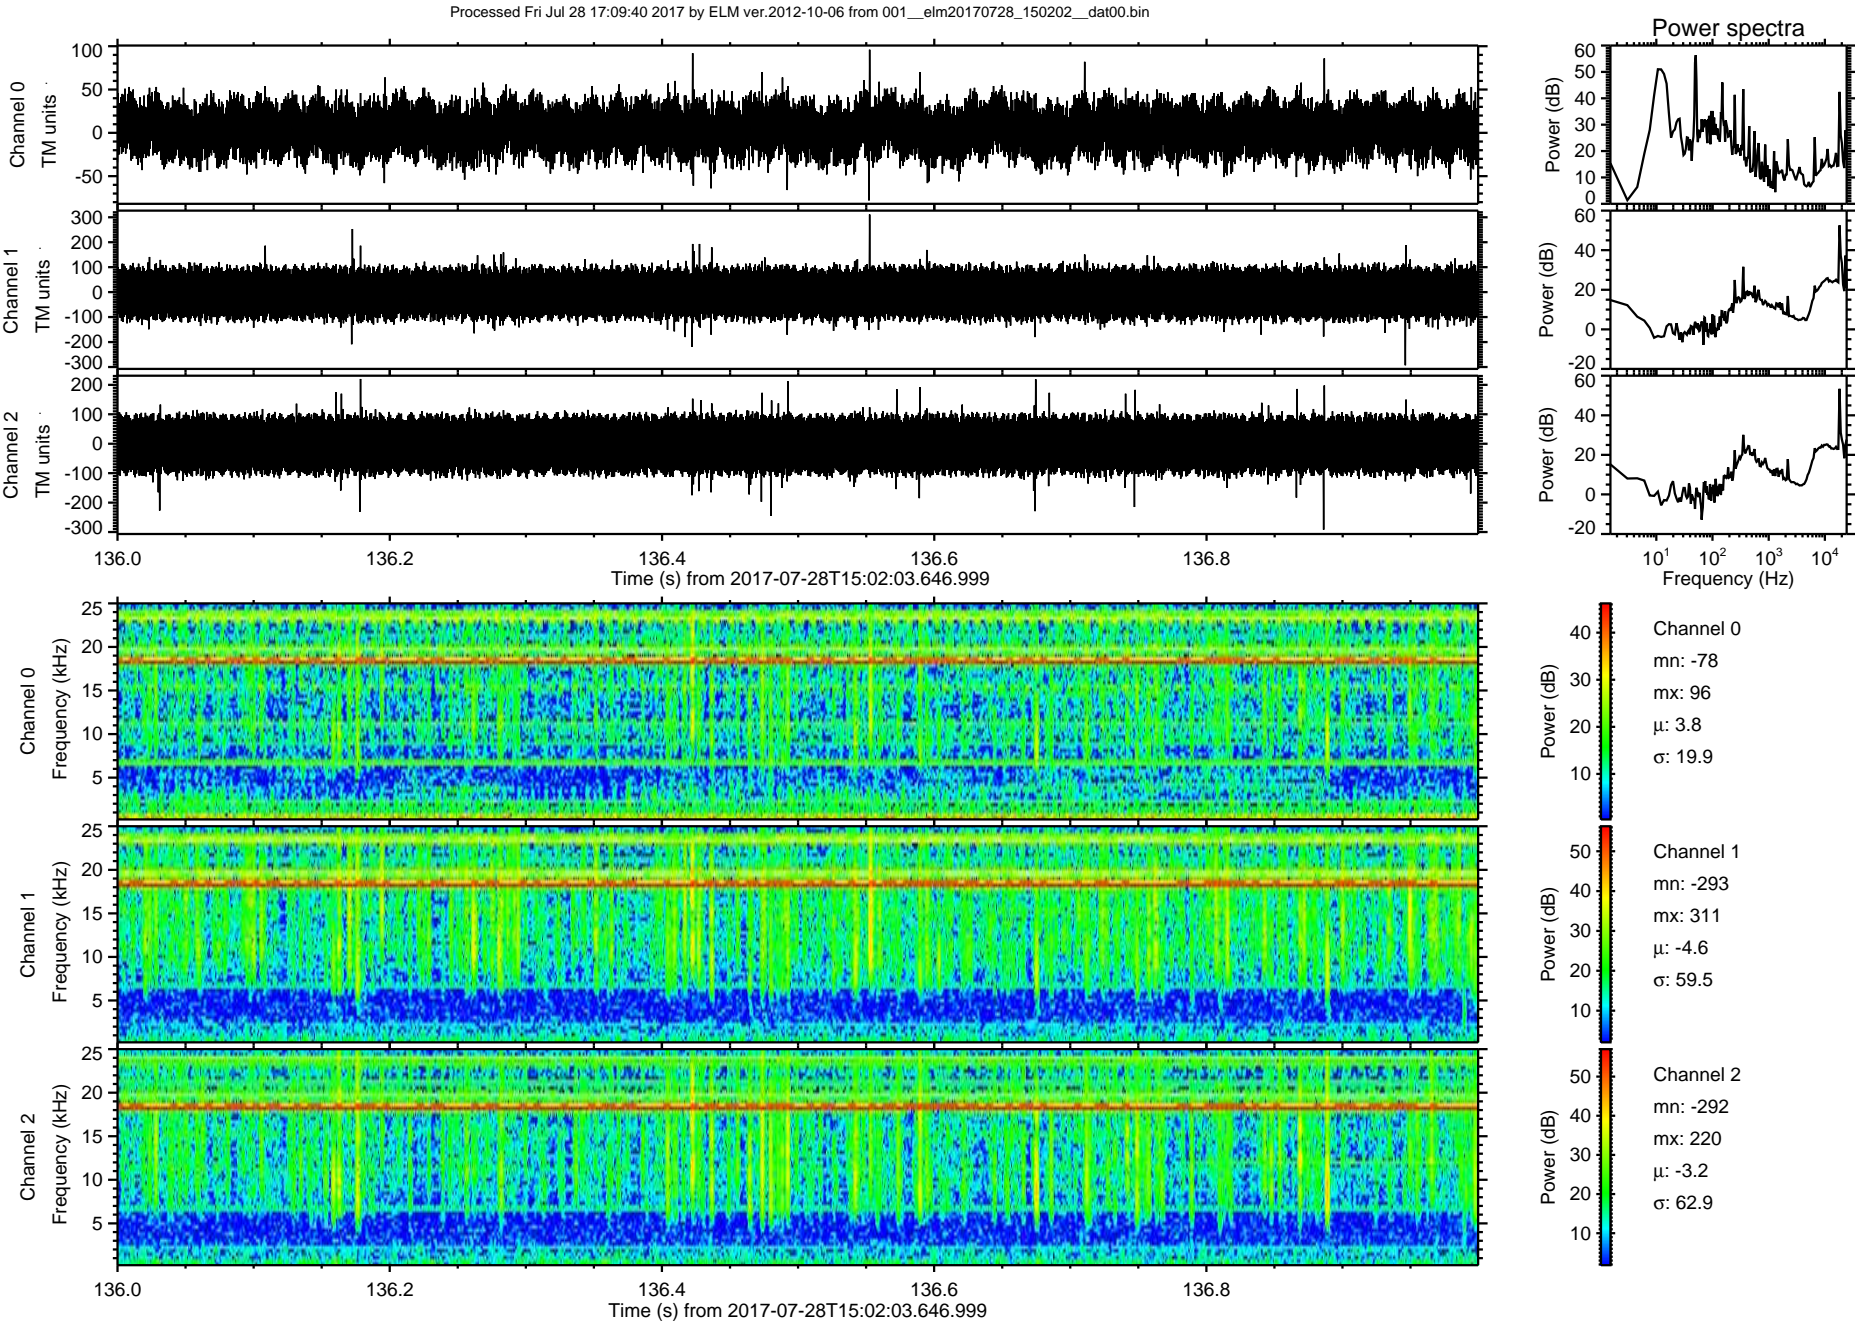 Processed Fri Jul 28 17:09:40 2017 by ELM ver.2012-10-06 from 001__elm20170728_150202__dat00.bin
Power spectra
Channel 0
TM units
100
50
0
-50
Power (dB)
60
50
40
30
20
10
0
Channel 1
TM units
300
200
100
0
-100
-200
-300
Power (dB)
60
40
20
0
-20
Channel 2
TM units
200
100
0
-100
-200
-300
Power (dB)
60
40
20
0
-20
136.0 136.2 136.4 136.6 136.8
Time (s) from 2017-07-28T15:02:03.646.999
10^1 10^2 10^3 10^4
Frequency (Hz)
Channel 0
Frequency (kHz)
25
20
15
10
5
Power (dB)
40
30
20
10
Channel 0
mn: -78
mx: 96
μ: 3.8
σ: 19.9
Channel 1
Frequency (kHz)
25
20
15
10
5
Power (dB)
50
40
30
20
10
Channel 1
mn: -293
mx: 311
μ: -4.6
σ: 59.5
Channel 2
Frequency (kHz)
25
20
15
10
5
Power (dB)
50
40
30
20
10
Channel 2
mn: -292
mx: 220
μ: -3.2
σ: 62.9
136.0 136.2 136.4 136.6 136.8
Time (s) from 2017-07-28T15:02:03.646.999